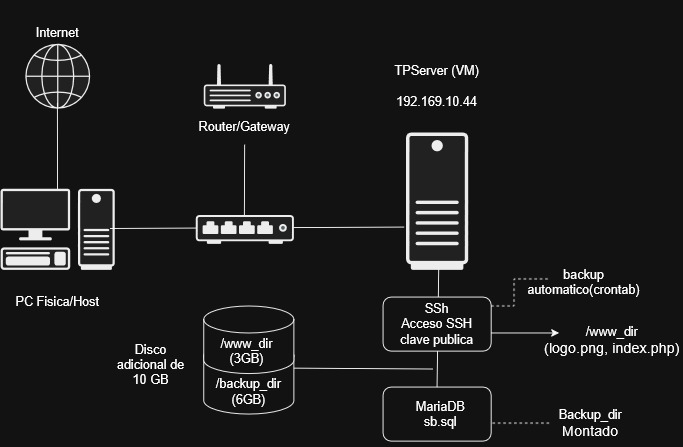 Internet
TPServer (VM)
192.169.10.44
Router/Gateway
PC Fisica/Host
backup
automatico(crontab)
SSh
Acceso SSH
clave publica
/www_dir
(logo.png, index.php)
Disco
adicional de
10 GB
/www_dir
(3GB)
/backup_dir
(6GB)
MariaDB
sb.sql
Backup_dir
Montado